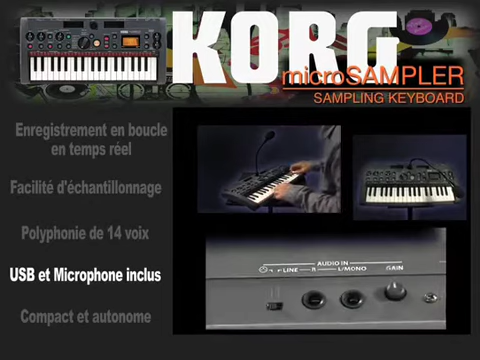 KORG
microSAMPLER
SAMPLING KEYBOARD
Enregistrement en boucle
en temps réel
Facilité d'échantillonnage
Polyphonie de 14 voix
USB et Microphone inclus
Compact et autonome
AUDIO IN
LINE R L/MONO GAIN